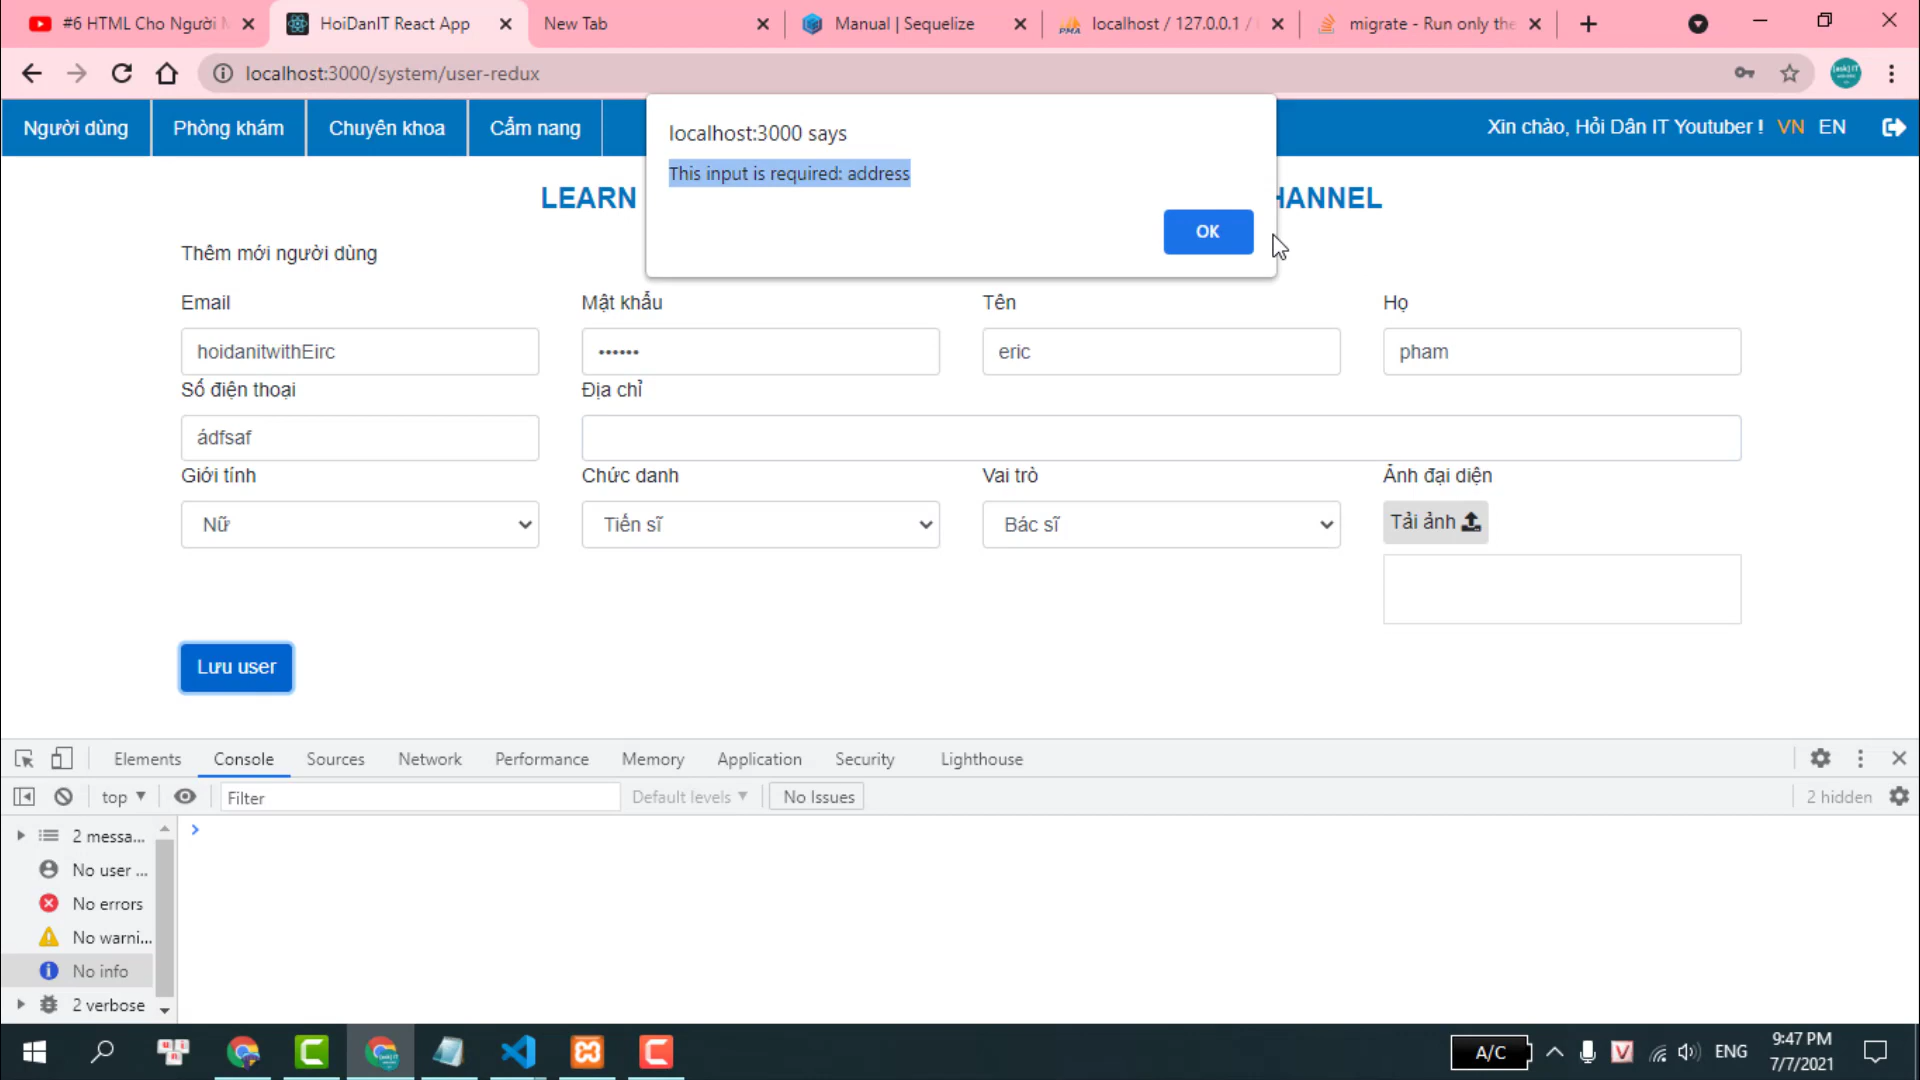 #6 HTML Cho Người
HoiDanIT React App
New Tab
Manual | Sequelize
localhost / 127.0.0.1 /
migrate - Run only the
localhost:3000/system/user-redux
Người dùng
Phòng khám
Chuyên khoa
Cẩm nang
Xin chào, Hỏi Dân IT Youtuber !
VN
EN
localhost:3000 says
This input is required: address
OK
LEARN
HANNEL
Thêm mới người dùng
Email
Mật khẩu
Tên
Họ
hoidanitwithEirc
••••••
eric
pham
Số điện thoại
Địa chỉ
ádfsaf
Giới tính
Chức danh
Vai trò
Ảnh đại diện
Nữ
Tiến sĩ
Bác sĩ
Tải ảnh
Lưu user
Elements
Console
Sources
Network
Performance
Memory
Application
Security
Lighthouse
top
Filter
Default levels
No Issues
2 hidden
2 messa...
No user ...
No errors
No warni...
No info
2 verbose
A/C
ENG
9:47 PM
7/7/2021